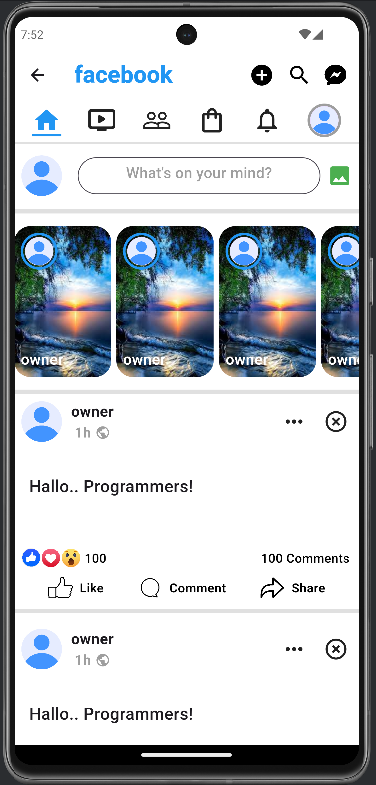 7:52
facebook
What's on your mind?
owner owner owner own
owner
1h
Hallo.. Programmers!
100 100 Comments
Like Comment Share
owner
1h
Hallo.. Programmers!